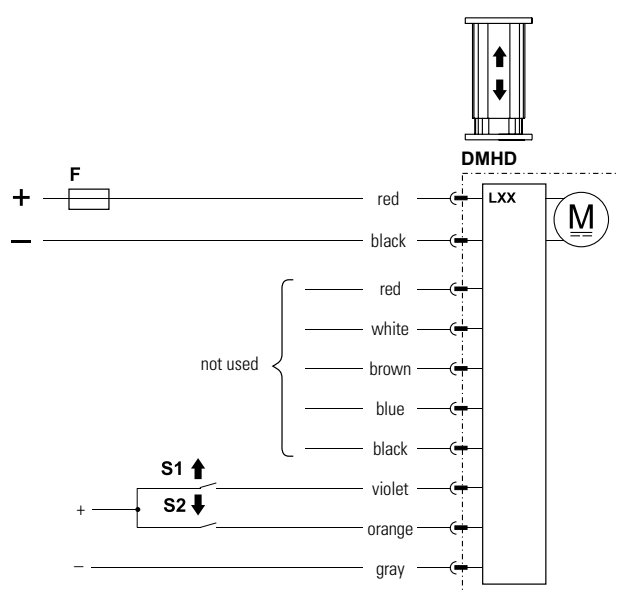 DMHD
F
+ red LXX
M
– black
red
white
not used brown
blue
black
S1
violet
S2
+
orange
– gray